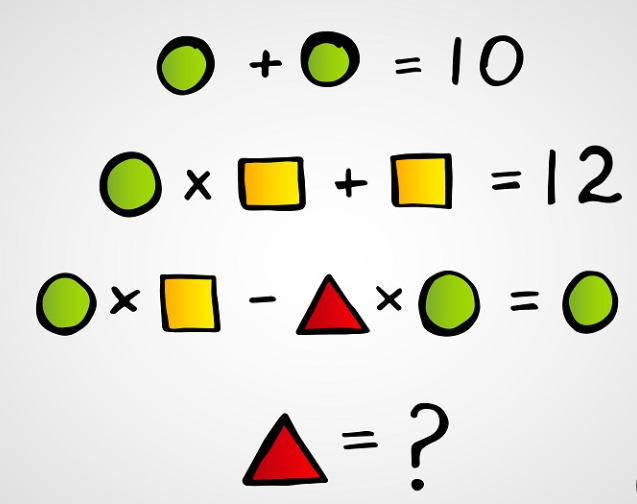 + = 10
× + = 12
× - × =
= ?